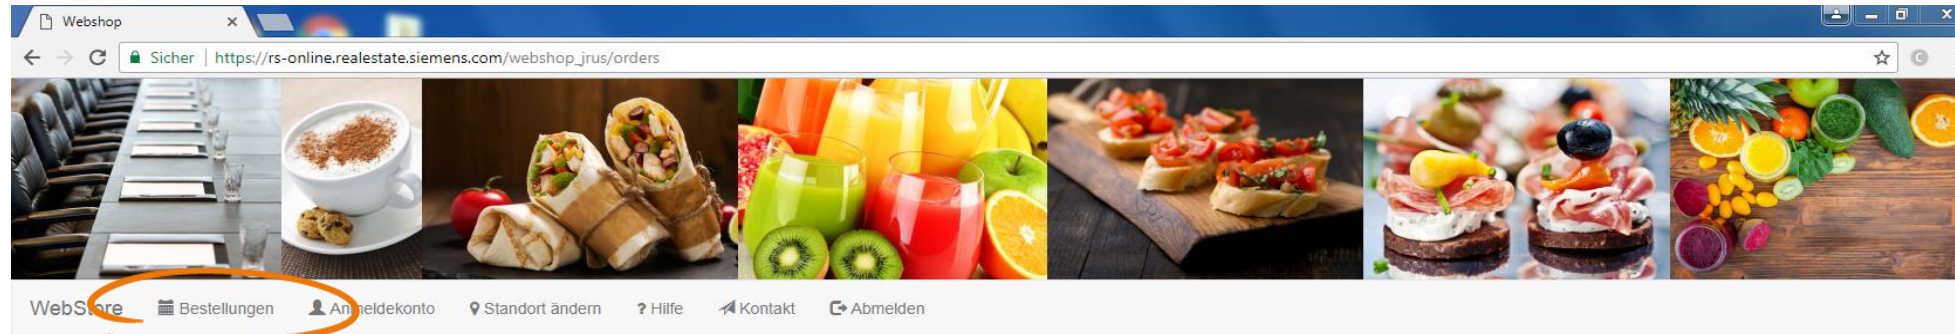 Webshop
Sicher https://rs-online.realestate.siemens.com/webshop_jrus/orders
WebStore Bestellungen Anmeldekonto Standort ändern ? Hilfe Kontakt Abmelden